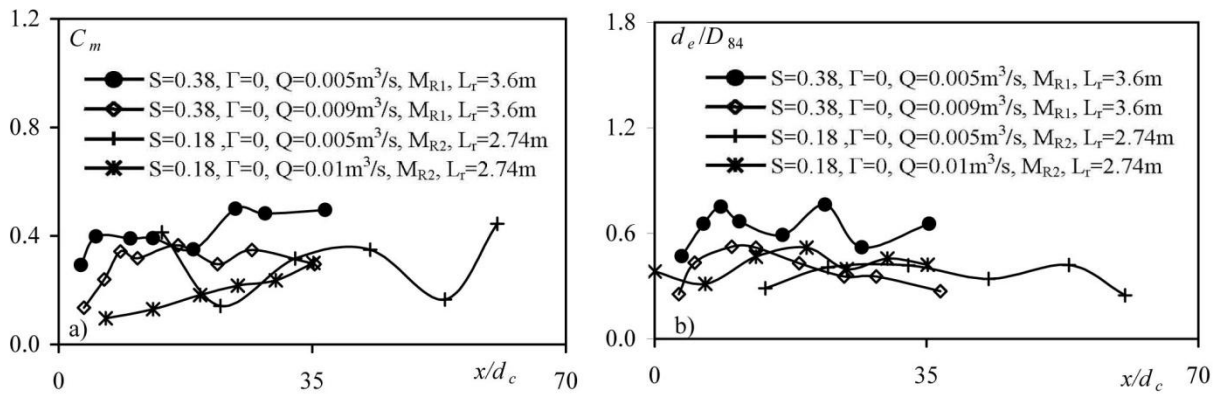 1.2
C_m
S=0.38, Γ=0, Q=0.005m³/s, M_R1, L_r=3.6m
S=0.38, Γ=0, Q=0.009m³/s, M_R1, L_r=3.6m
S=0.18 ,Γ=0, Q=0.005m³/s, M_R2, L_r=2.74m
S=0.18, Γ=0, Q=0.01m³/s, M_R2, L_r=2.74m
0.8
0.4
0.0
a)
0
35
x/d_c
70
1.8
d_e/D_84
S=0.38, Γ=0, Q=0.005m³/s, M_R1, L_r=3.6m
S=0.38, Γ=0, Q=0.009m³/s, M_R1, L_r=3.6m
S=0.18 ,Γ=0, Q=0.005m³/s, M_R2, L_r=2.74m
S=0.18, Γ=0, Q=0.01m³/s, M_R2, L_r=2.74m
1.2
0.6
0.0
b)
0
35
x/d_c
70